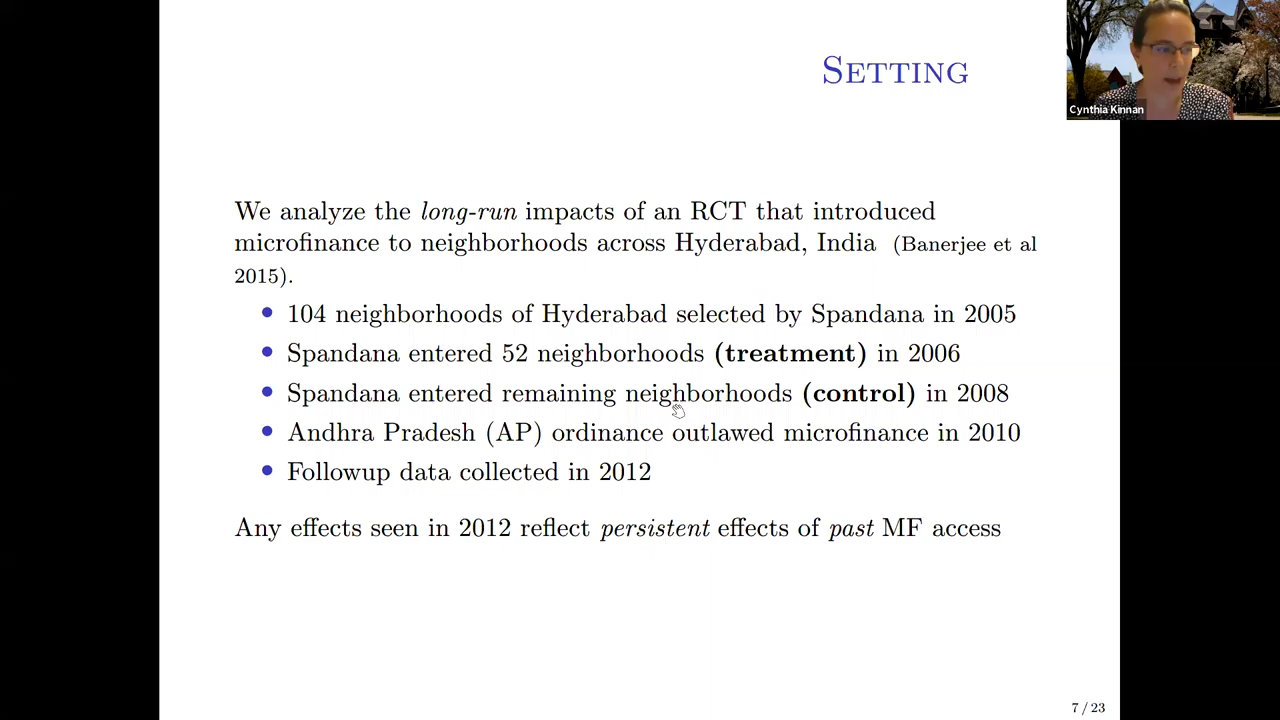 SETTING
Cynthia Kinnan
We analyze the long-run impacts of an RCT that introduced
microfinance to neighborhoods across Hyderabad, India (Banerjee et al
2015).
• 104 neighborhoods of Hyderabad selected by Spandana in 2005
• Spandana entered 52 neighborhoods (treatment) in 2006
• Spandana entered remaining neighborhoods (control) in 2008
• Andhra Pradesh (AP) ordinance outlawed microfinance in 2010
• Followup data collected in 2012
Any effects seen in 2012 reflect persistent effects of past MF access
7 / 23